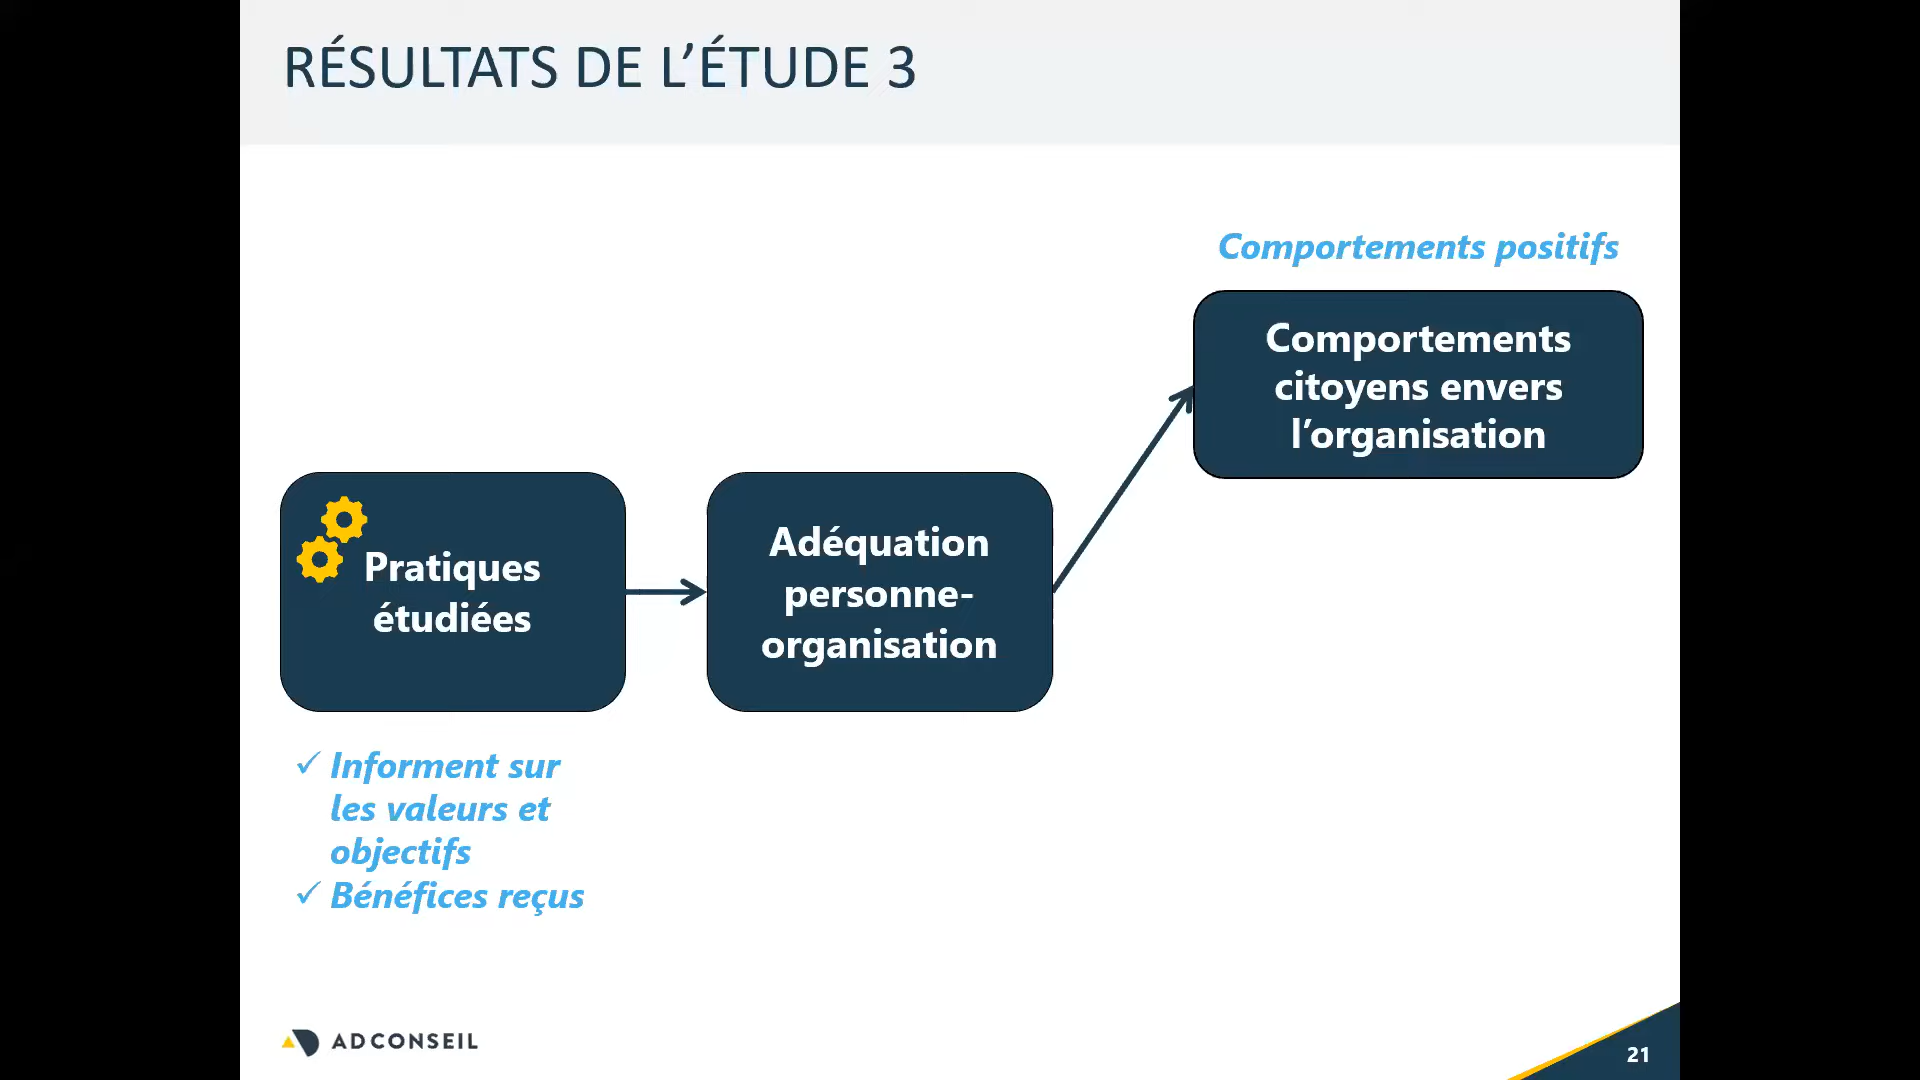 RÉSULTATS DE L’ÉTUDE 3
Comportements positifs
Comportements
citoyens envers
l’organisation
Pratiques
étudiées
Adéquation
personne-
organisation
✓ Informent sur
les valeurs et
objectifs
✓ Bénéfices reçus
ADCONSEIL
21